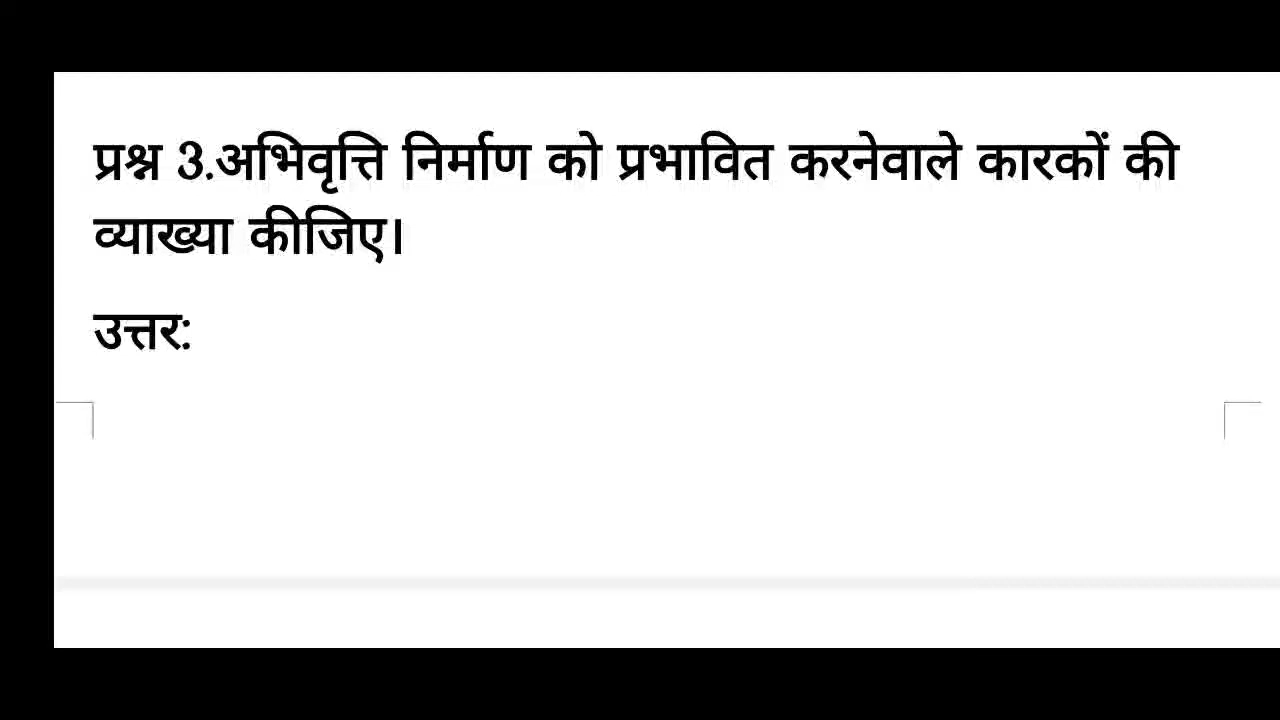 प्रश्न 3.अभिवृत्ति निर्माण को प्रभावित करनेवाले कारकों की
व्याख्या कीजिए।
उत्तर: